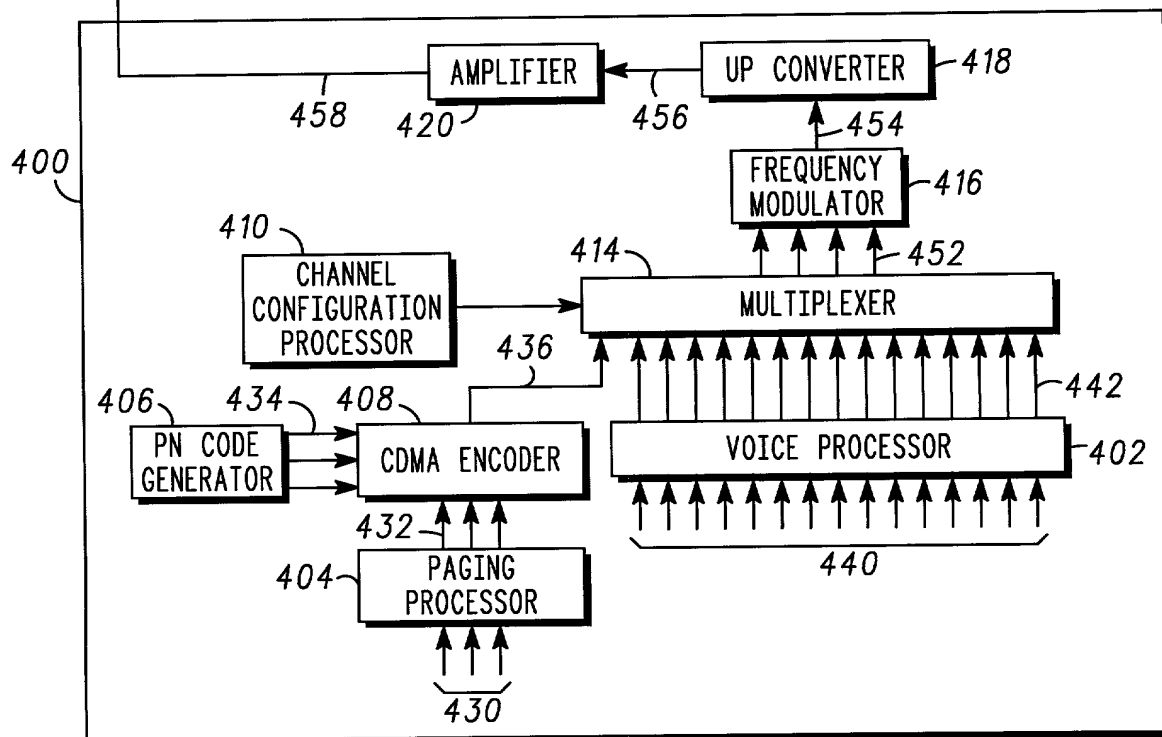 AMPLIFIER
UP CONVERTER
418
458
420
456
454
400
FREQUENCY
MODULATOR
416
410
414
452
CHANNEL
CONFIGURATION
PROCESSOR
MULTIPLEXER
436
442
406
434
408
PN CODE
GENERATOR
CDMA ENCODER
VOICE PROCESSOR
402
432
404
PAGING
PROCESSOR
440
430